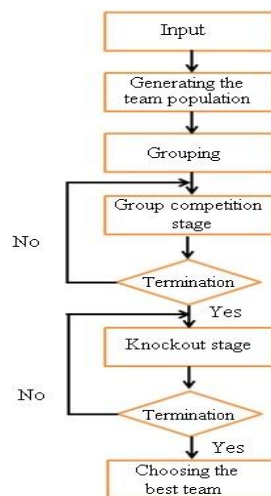 Input
Generating the
team population
Grouping
Group competition
stage
No
Termination
Yes
Knockout stage
No
Termination
Yes
Choosing the
best team